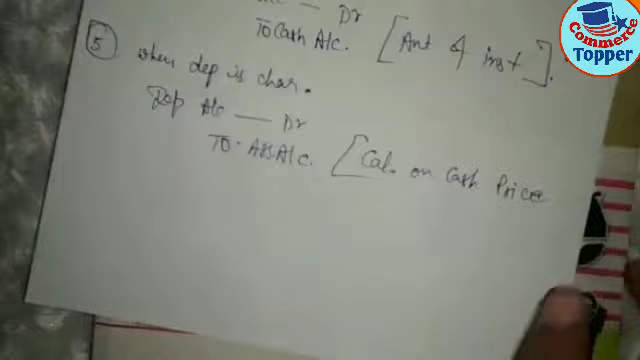 Dr
To Cash A/c. [Amt of inst].
5 when dep is char.
Dep A/c — Dr
To. Ass A/c. [Cal. on Cash Price
Commerce
Topper